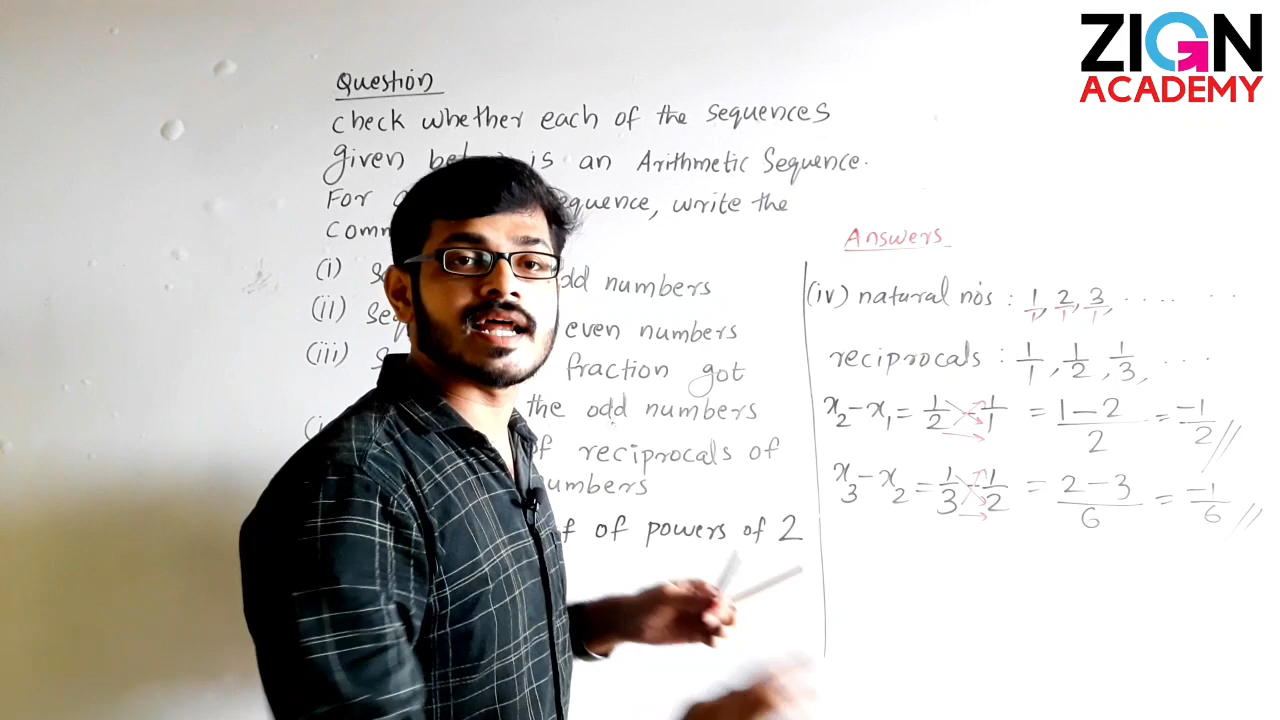 ZIGN
ACADEMY
Question
Check whether each of the sequences
given is an Arithmetic Sequence.
For equence, write the
Comm
(i) odd numbers
(ii) even numbers
(iii) fraction got
the odd numbers
of reciprocals of
numbers
of powers of 2
Answers
(iv) natural nos : 1/1, 2/1, 3/1, .... ..
reciprocals : 1/1, 1/2, 1/3, ...
x₂ - x₁ = 1/2 - 1/1 = 1-2/2 = -1/2 //
x₃ - x₂ = 1/3 - 1/2 = 2-3/6 = -1/6 //